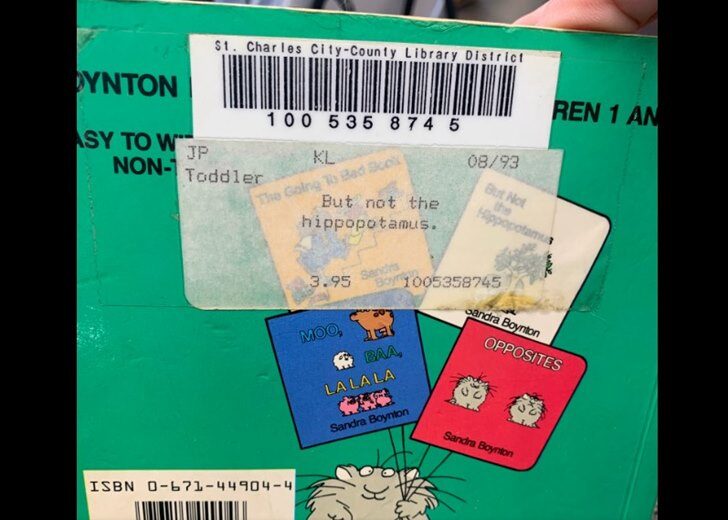 St. Charles City-County Library District
100 535 874 5
OYNTON
REN 1 AN
ASY TO W
NON-
JP KL 08/93
Toddler
But not the
hippopotamus.
3.95 1005358745
The Going To Bed Book
Sandra
Boynton
But Not
the
Hippopotamus
Sandra Boynton
MOO,
BAA,
LA LA LA
Sandra Boynton
OPPOSITES
Sandra Boynton
ISBN 0-671-44904-4